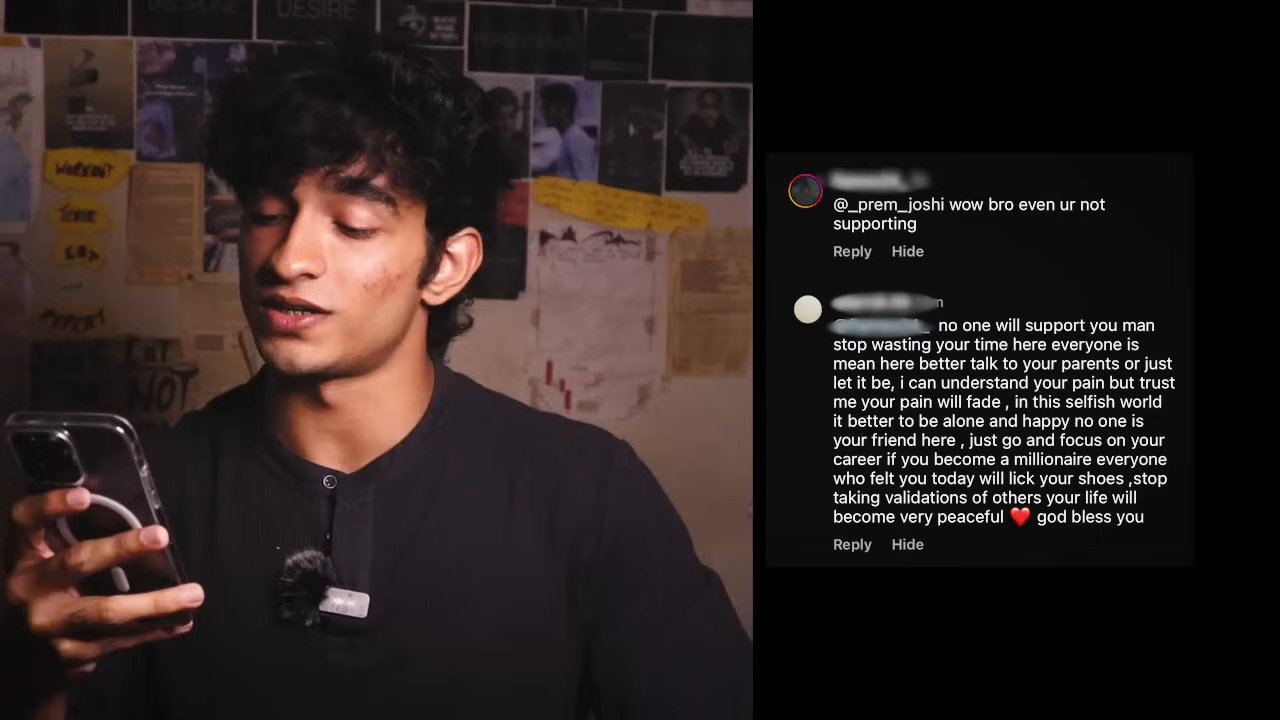 DISCIPLINE
DESIRE
WORKOUT
EAT
REPEAT
EAT
NOT
@_prem_joshi wow bro even ur not
supporting
Reply Hide
no one will support you man
stop wasting your time here everyone is
mean here better talk to your parents or just
let it be, i can understand your pain but trust
me your pain will fade , in this selfish world
it better to be alone and happy no one is
your friend here , just go and focus on your
career if you become a millionaire everyone
who felt you today will lick your shoes ,stop
taking validations of others your life will
become very peaceful ❤️ god bless you
Reply Hide